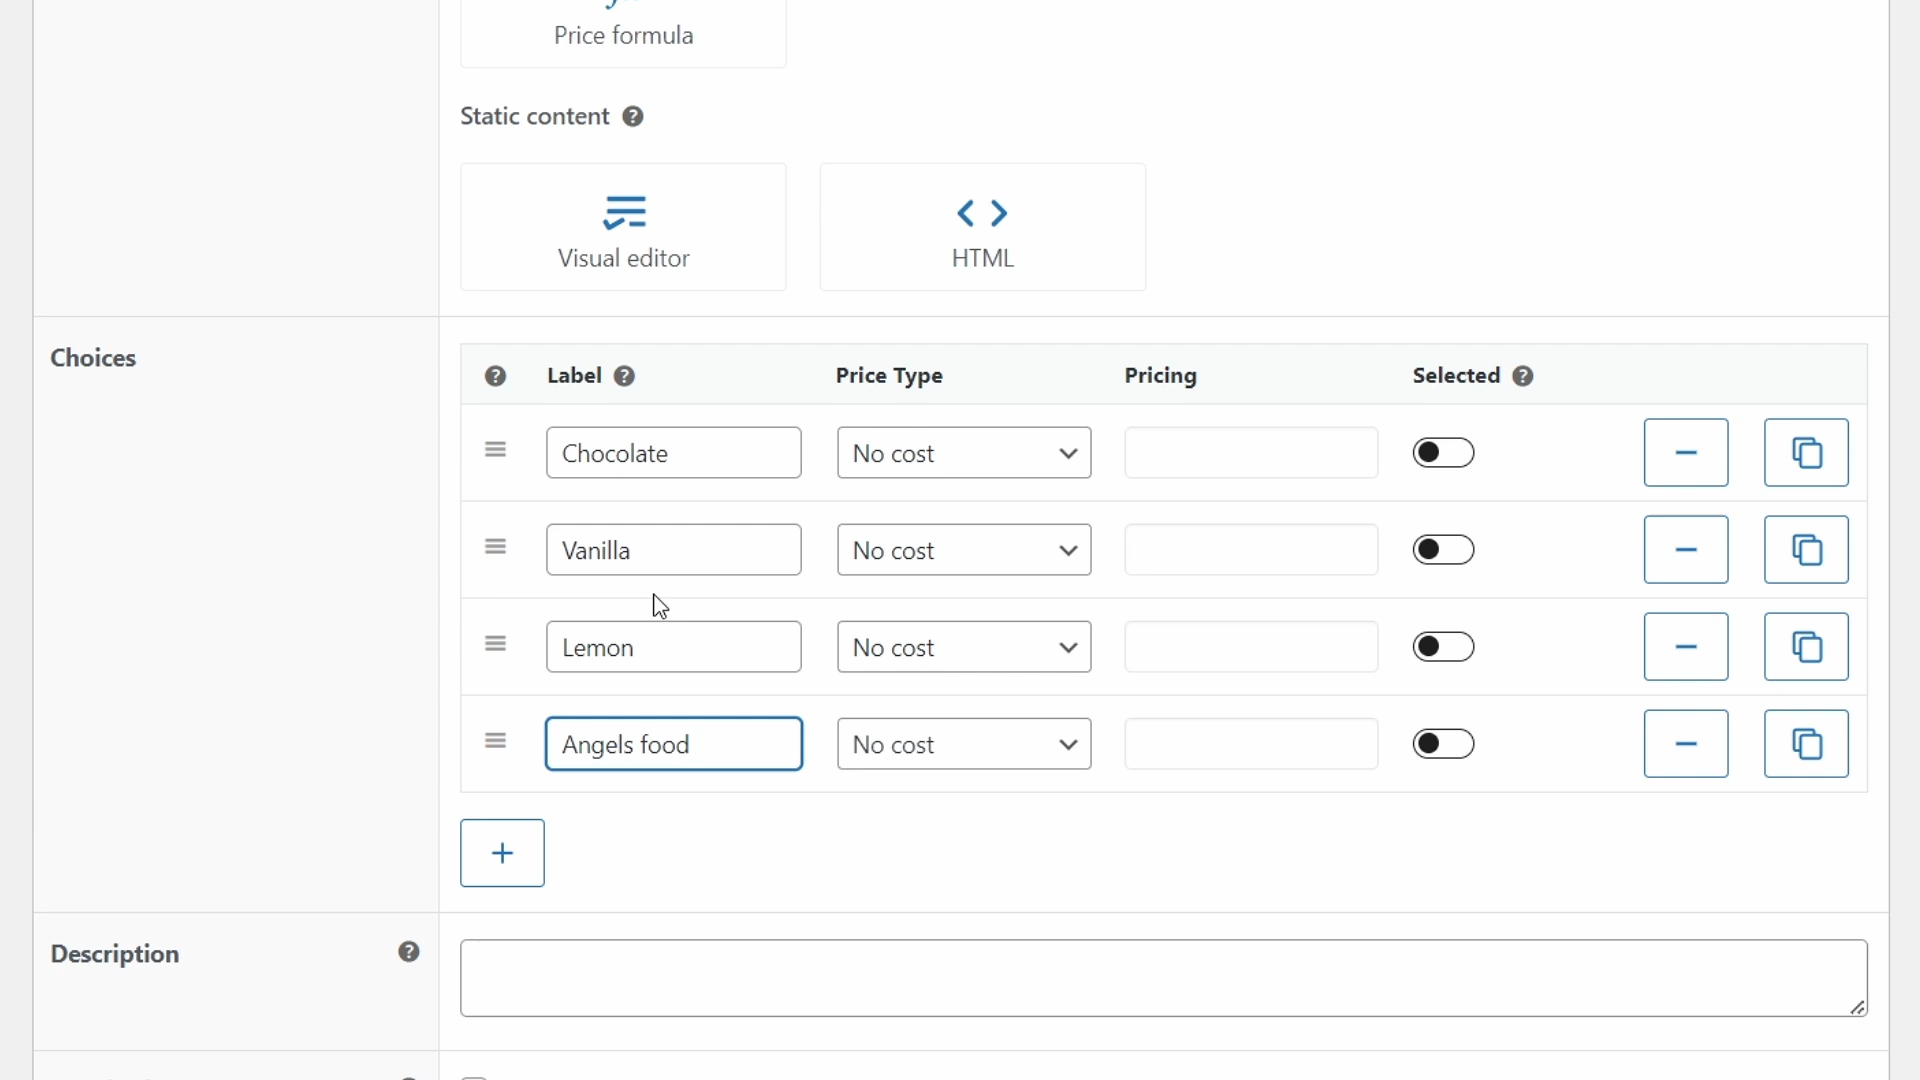 Price formula
Static content
Visual editor
HTML
Choices
Label
Price Type
Pricing
Selected
Chocolate
No cost
Vanilla
No cost
Lemon
No cost
Angels food
No cost
Description